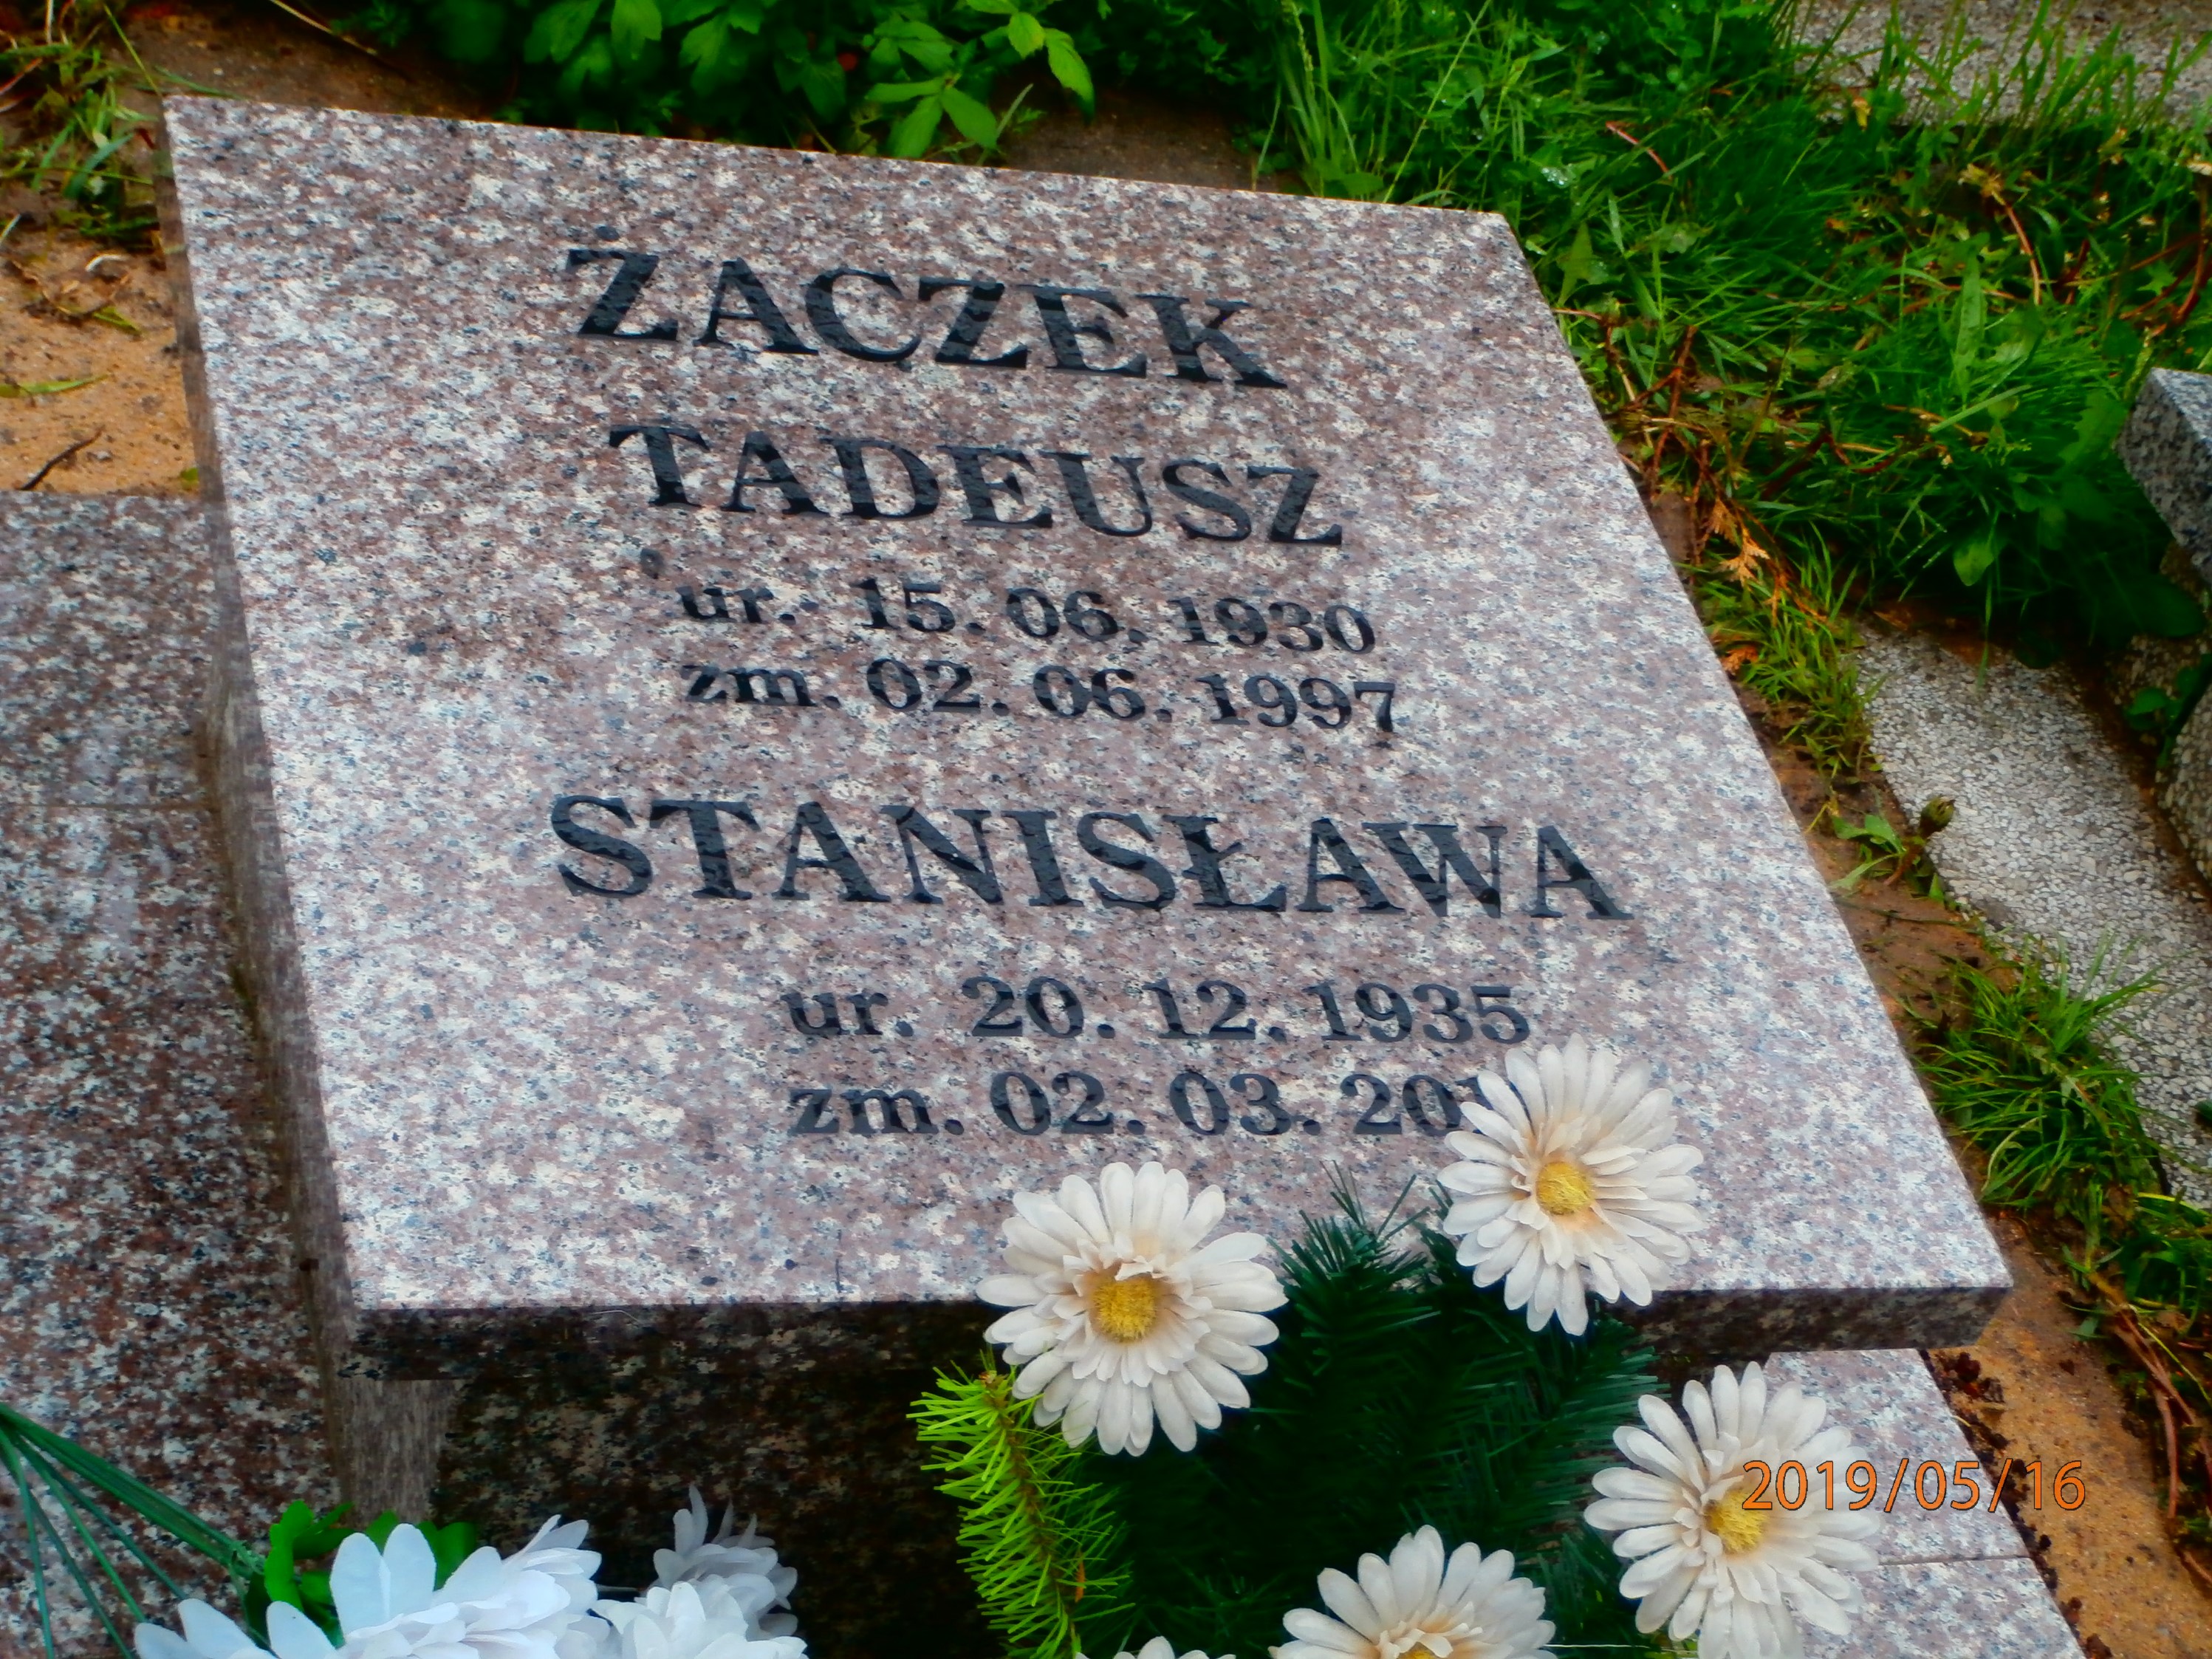 ŻACZEK
TADEUSZ
ur. 15. 06. 1930
zm. 02. 06. 1997
STANISŁAWA
ur. 20. 12. 1935
zm. 02. 03.
2019/05/16